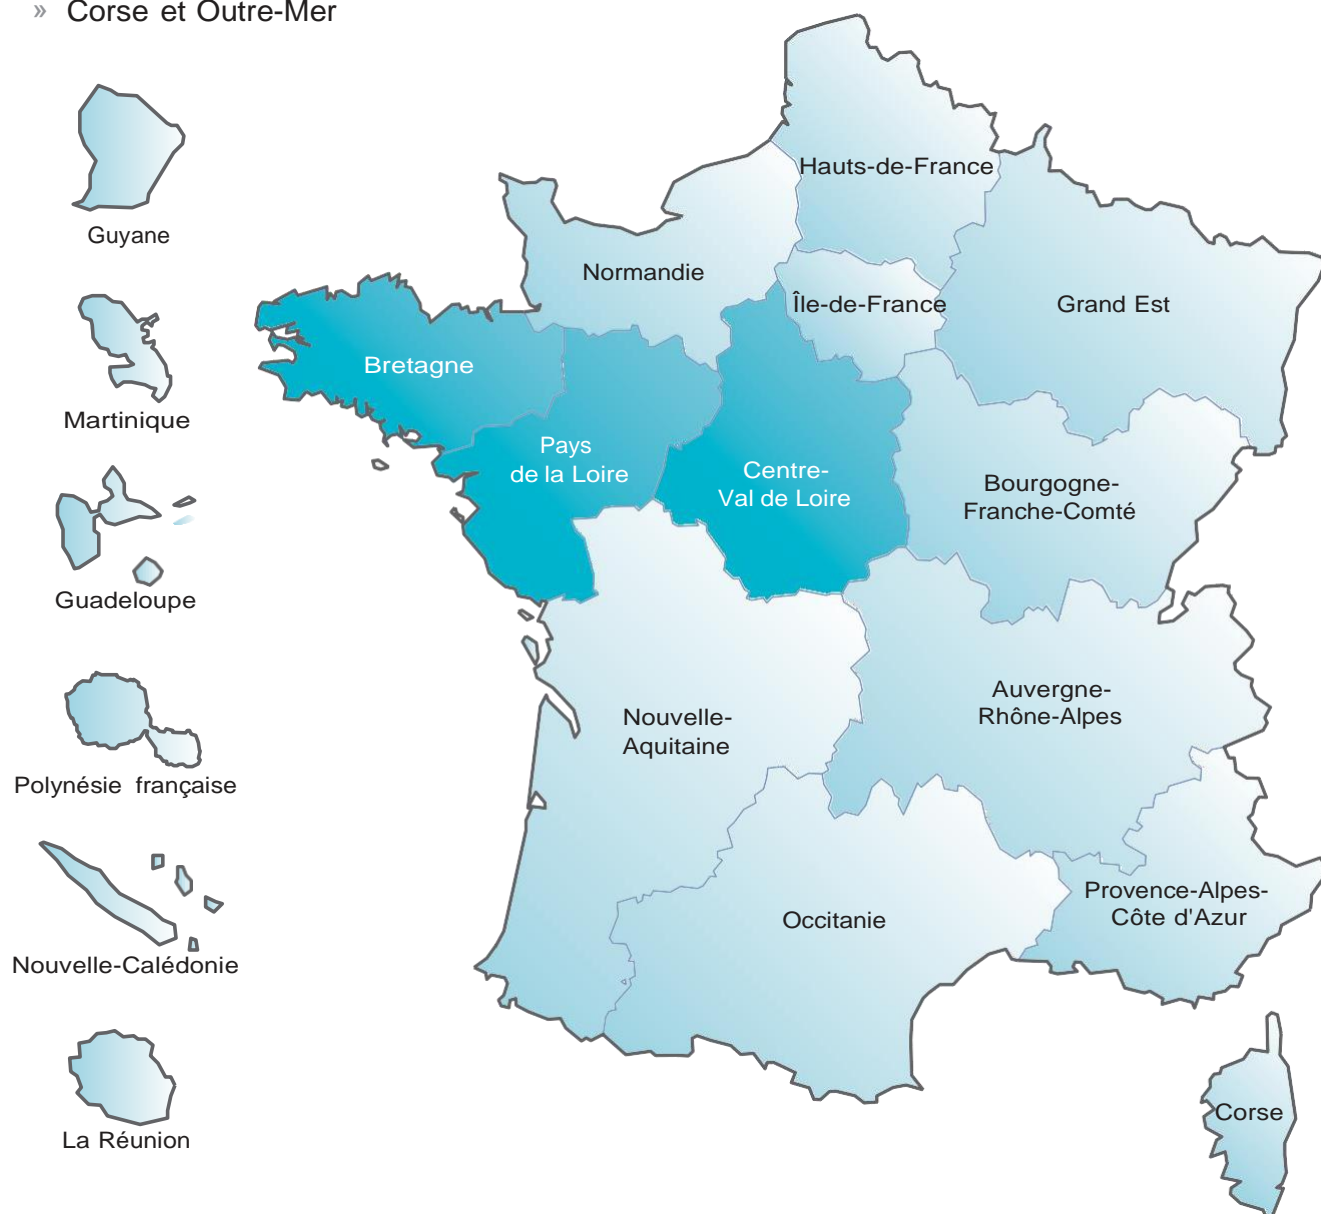 » Corse et Outre-Mer
Guyane
Martinique
Guadeloupe
Polynésie française
Nouvelle-Calédonie
La Réunion
Hauts-de-France
Normandie
Île-de-France
Grand Est
Bretagne
Pays
de la Loire
Centre-
Val de Loire
Bourgogne-
Franche-Comté
Nouvelle-
Aquitaine
Auvergne-
Rhône-Alpes
Occitanie
Provence-Alpes-
Côte d'Azur
Corse